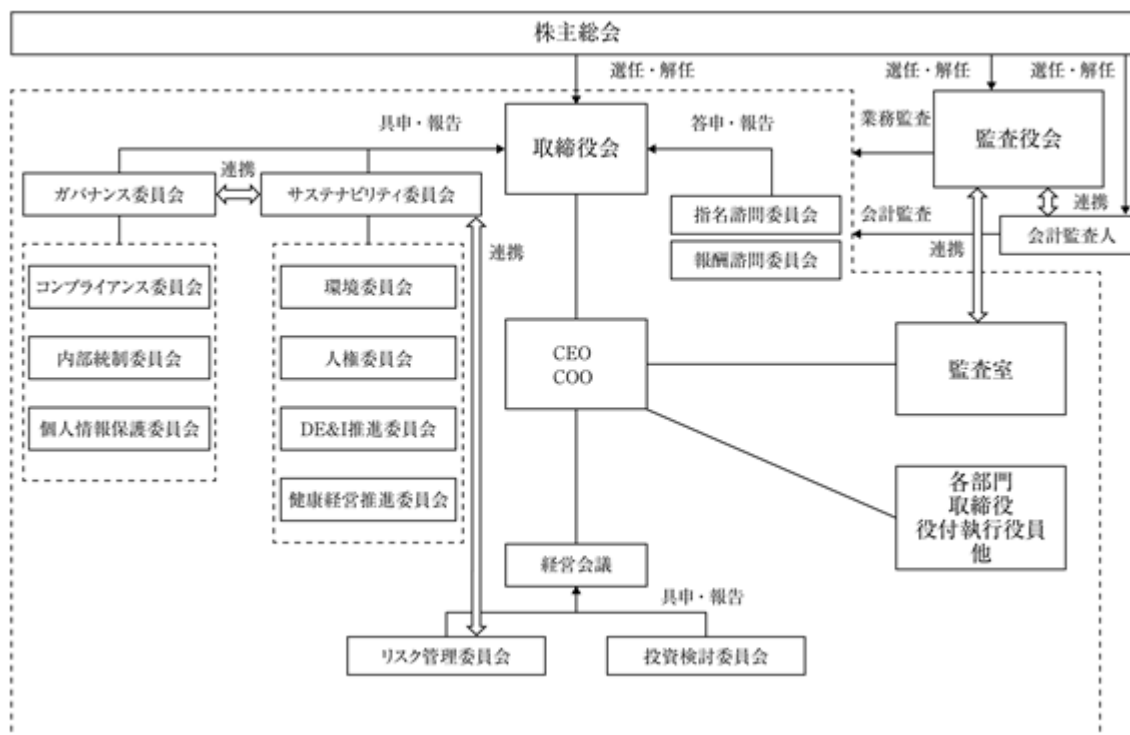 株主総会
選任・解任
選任・解任
選任・解任
具申・報告
取締役会
答申・報告
業務監査
監査役会
ガバナンス委員会
連携
サステナビリティ委員会
指名諮問委員会
会計監査
連携
会計監査人
連携
連携
報酬諮問委員会
コンプライアンス委員会
環境委員会
内部統制委員会
人権委員会
CEO
COO
監査室
個人情報保護委員会
DE&I推進委員会
健康経営推進委員会
各部門
取締役
役付執行役員
他
経営会議
具申・報告
リスク管理委員会
投資検討委員会